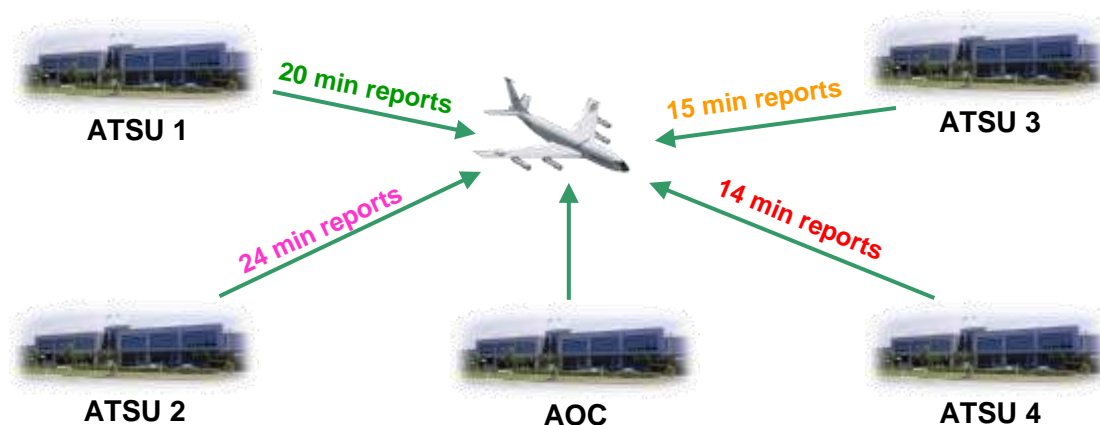 20 min reports
ATSU 1
15 min reports
ATSU 3
24 min reports
14 min reports
ATSU 2
AOC
ATSU 4